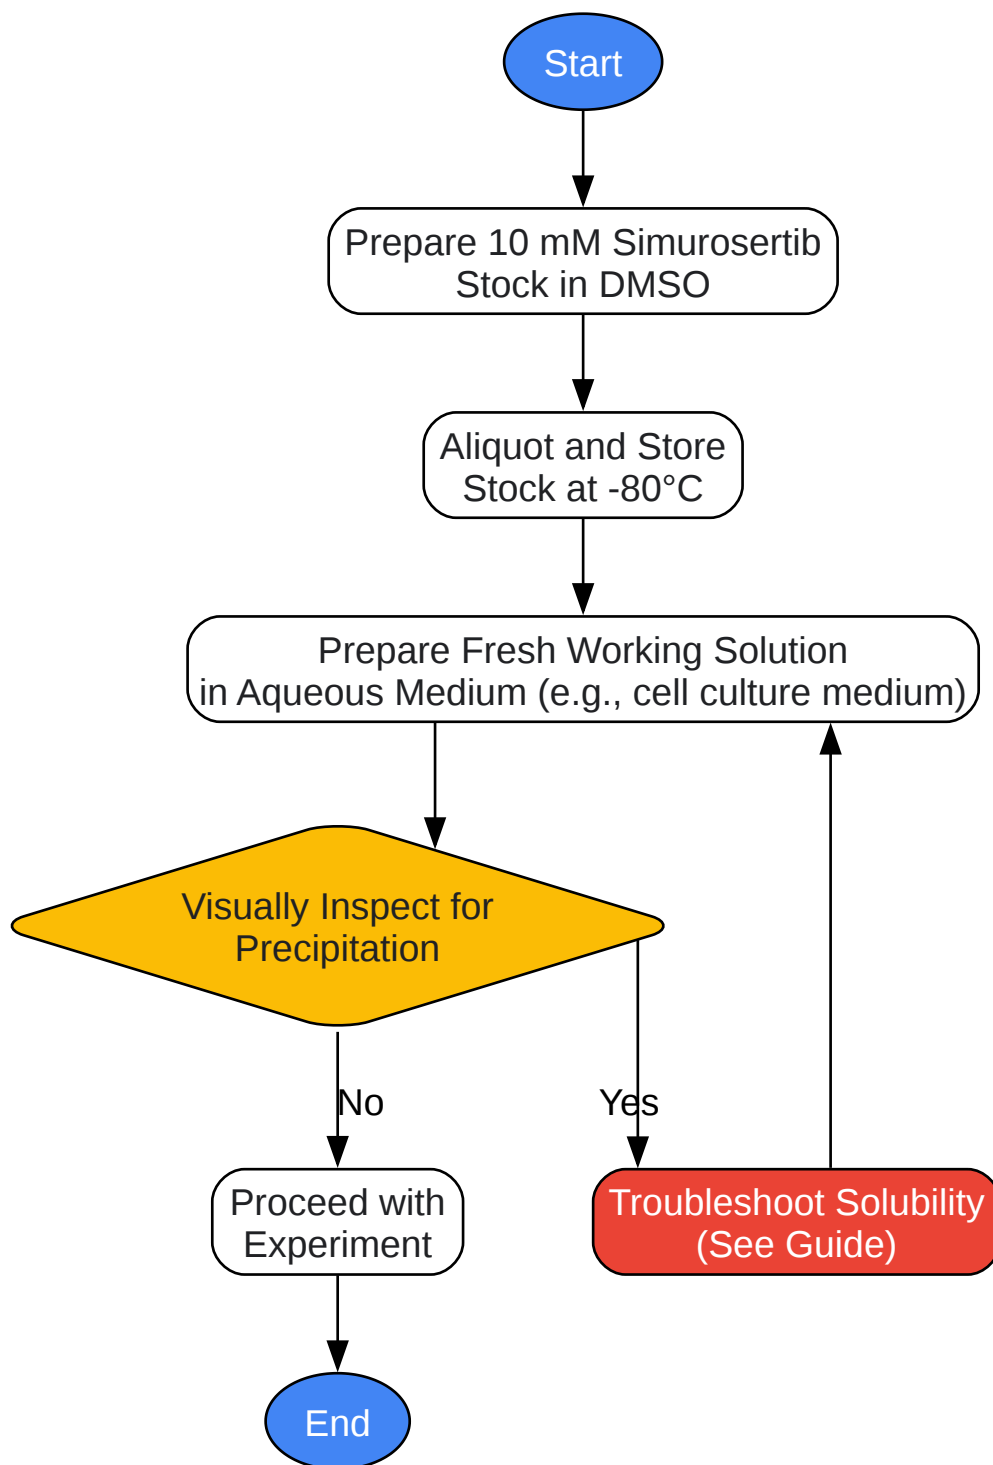 Start
Prepare 10 mM Simurosertib
Stock in DMSO
Aliquot and Store
Stock at -80°C
Prepare Fresh Working Solution
in Aqueous Medium (e.g., cell culture medium)
Visually Inspect for
Precipitation
No
Yes
Proceed with
Experiment
Troubleshoot Solubility
(See Guide)
End